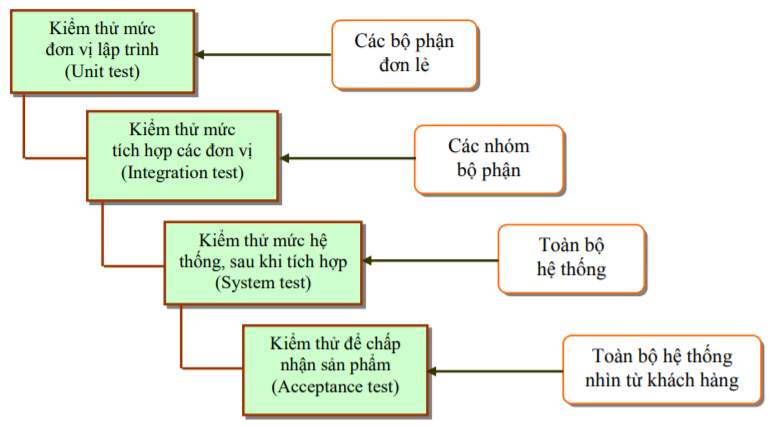 Kiểm thử mức
đơn vị lập trình
(Unit test)
Các bộ phận
đơn lẻ
Kiểm thử mức
tích hợp các đơn vị
(Integration test)
Các nhóm
bộ phận
Kiểm thử mức hệ
thống, sau khi tích hợp
(System test)
Toàn bộ
hệ thống
Kiểm thử để chấp
nhận sản phẩm
(Acceptance test)
Toàn bộ hệ thống
nhìn từ khách hàng